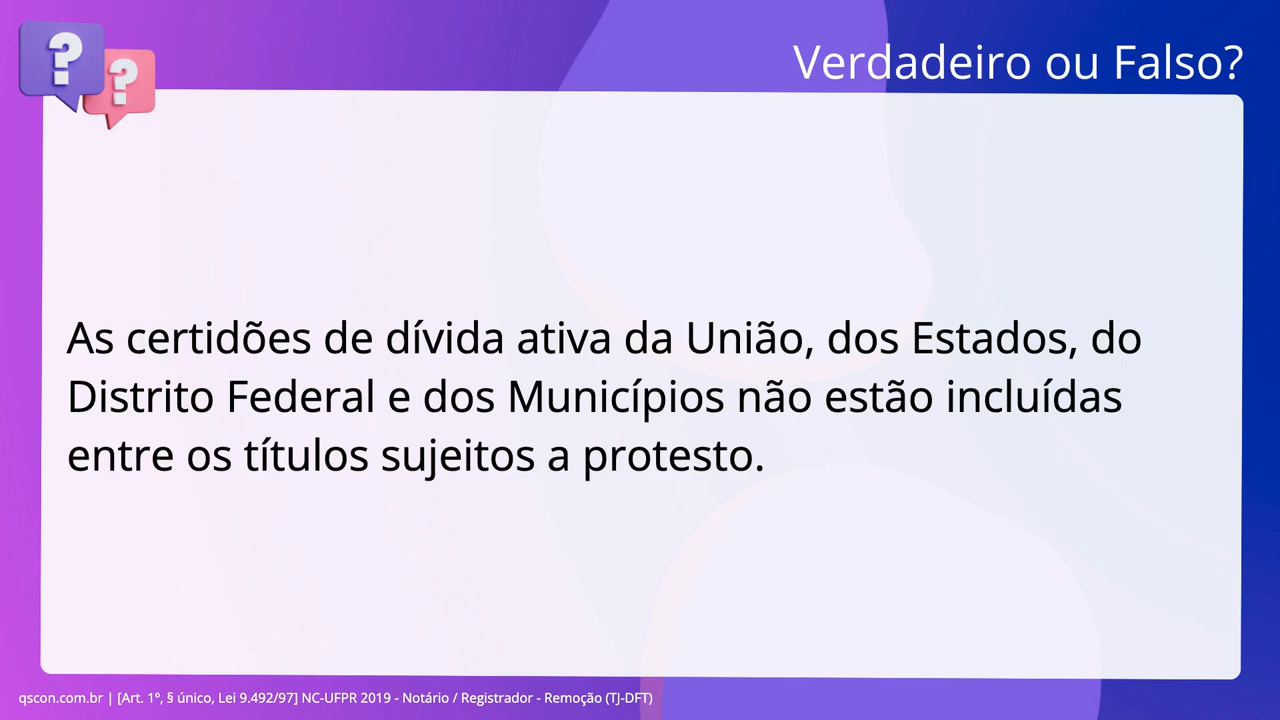 Verdadeiro ou Falso?
As certidões de dívida ativa da União, dos Estados, do
Distrito Federal e dos Municípios não estão incluídas
entre os títulos sujeitos a protesto.
qscon.com.br | [Art. 1º, § único, Lei 9.492/97] NC-UFPR 2019 - Notário / Registrador - Remoção (TJ-DFT)